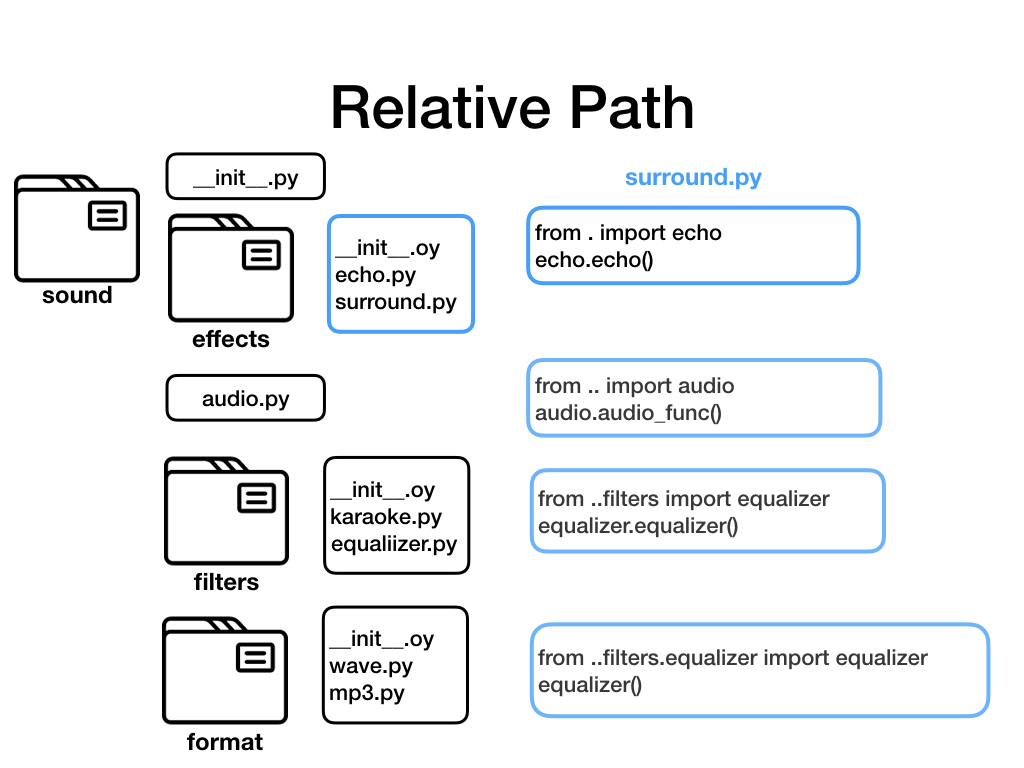 Relative Path
__init__.py
sound
effects
__init__.oy
echo.py
surround.py
surround.py
from . import echo
echo.echo()
audio.py
from .. import audio
audio.audio_func()
filters
__init__.oy
karaoke.py
equaliizer.py
from ..filters import equalizer
equalizer.equalizer()
format
__init__.oy
wave.py
mp3.py
from ..filters.equalizer import equalizer
equalizer()